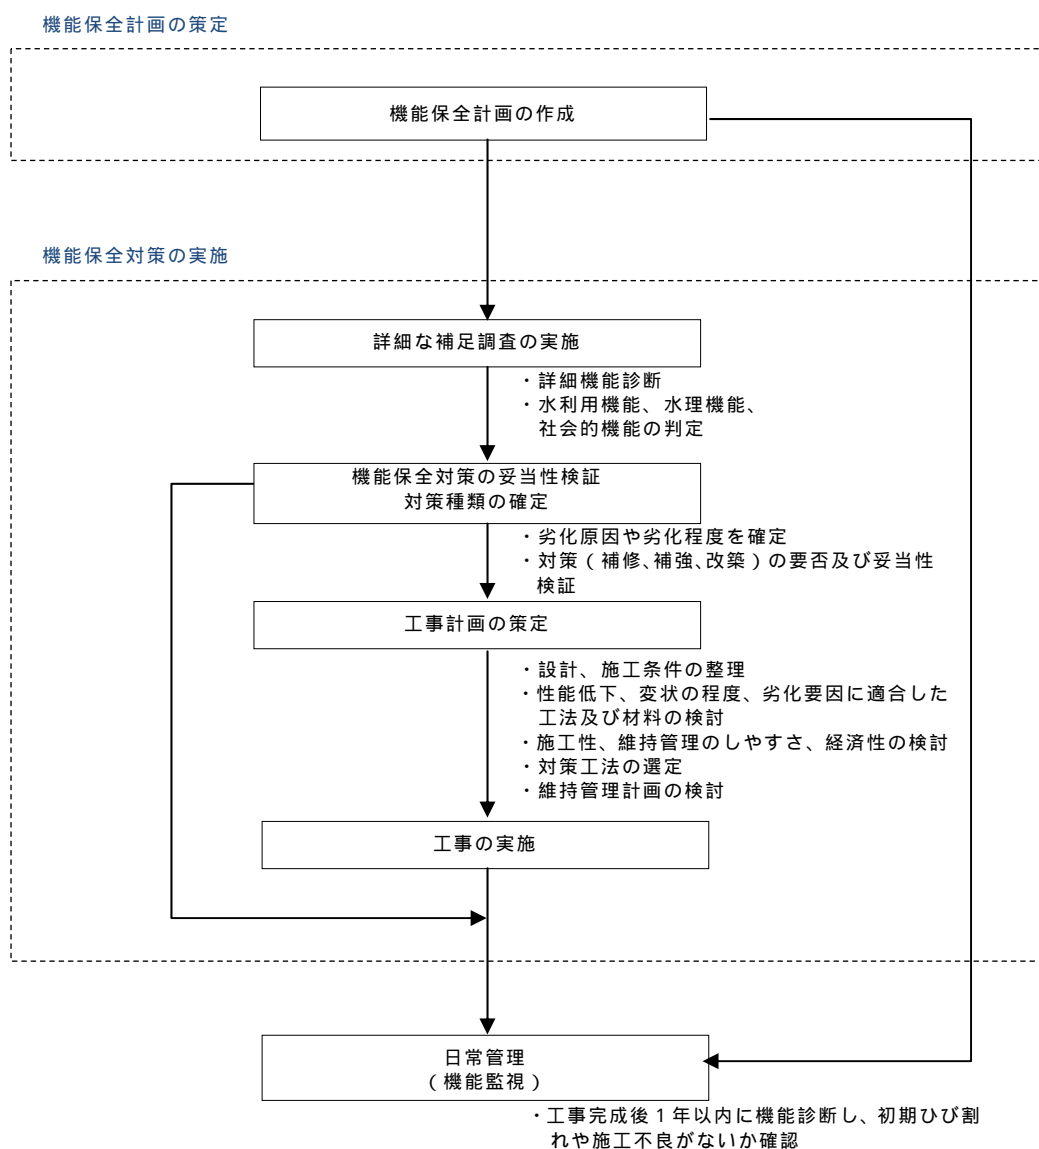 機能保全計画の策定
機能保全計画の作成
機能保全対策の実施
詳細な補足調査の実施
・詳細機能診断
・水利用機能、水理機能、
社会的機能の判定
機能保全対策の妥当性検証
対策種類の確定
・劣化原因や劣化程度を確定
・対策（補修、補強、改築）の要否及び妥当性
検証
工事計画の策定
・設計、施工条件の整理
・性能低下、変状の程度、劣化要因に適合した
工法及び材料の検討
・施工性、維持管理のしやすさ、経済性の検討
・対策工法の選定
・維持管理計画の検討
工事の実施
日常管理
（機能監視）
・工事完成後１年以内に機能診断し、初期ひび割
れや施工不良がないか確認